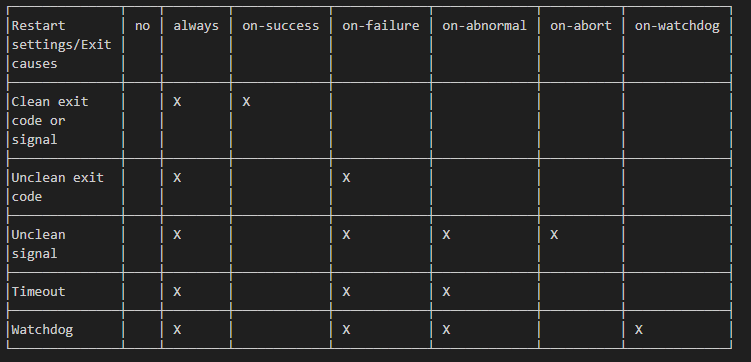 Restart no always on-success on-failure on-abnormal on-abort on-watchdog
settings/Exit
causes
Clean exit X X
code or
signal
Unclean exit X X
code
Unclean X X X X
signal
Timeout X X X
Watchdog X X X X